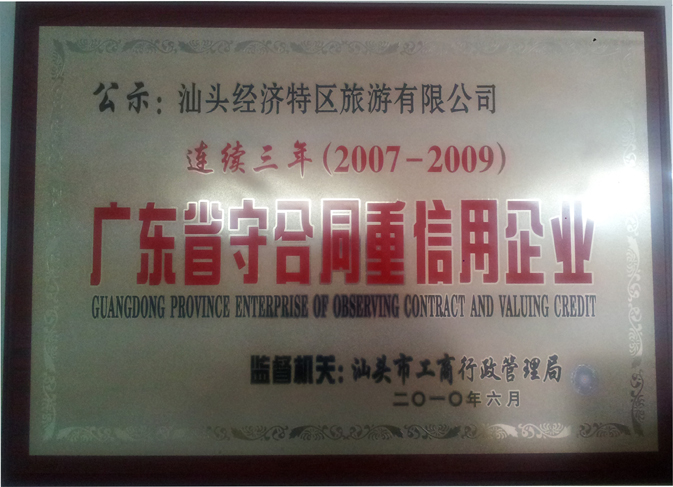 公示：汕头经济特区旅游有限公司
连续三年(2007-2009)
广东省守合同重信用企业
GUANGDONG PROVINCE ENTERPRISE OF OBSERVING CONTRACT AND VALUING CREDIT
监督机关：汕头市工商行政管理局
二〇一〇年六月